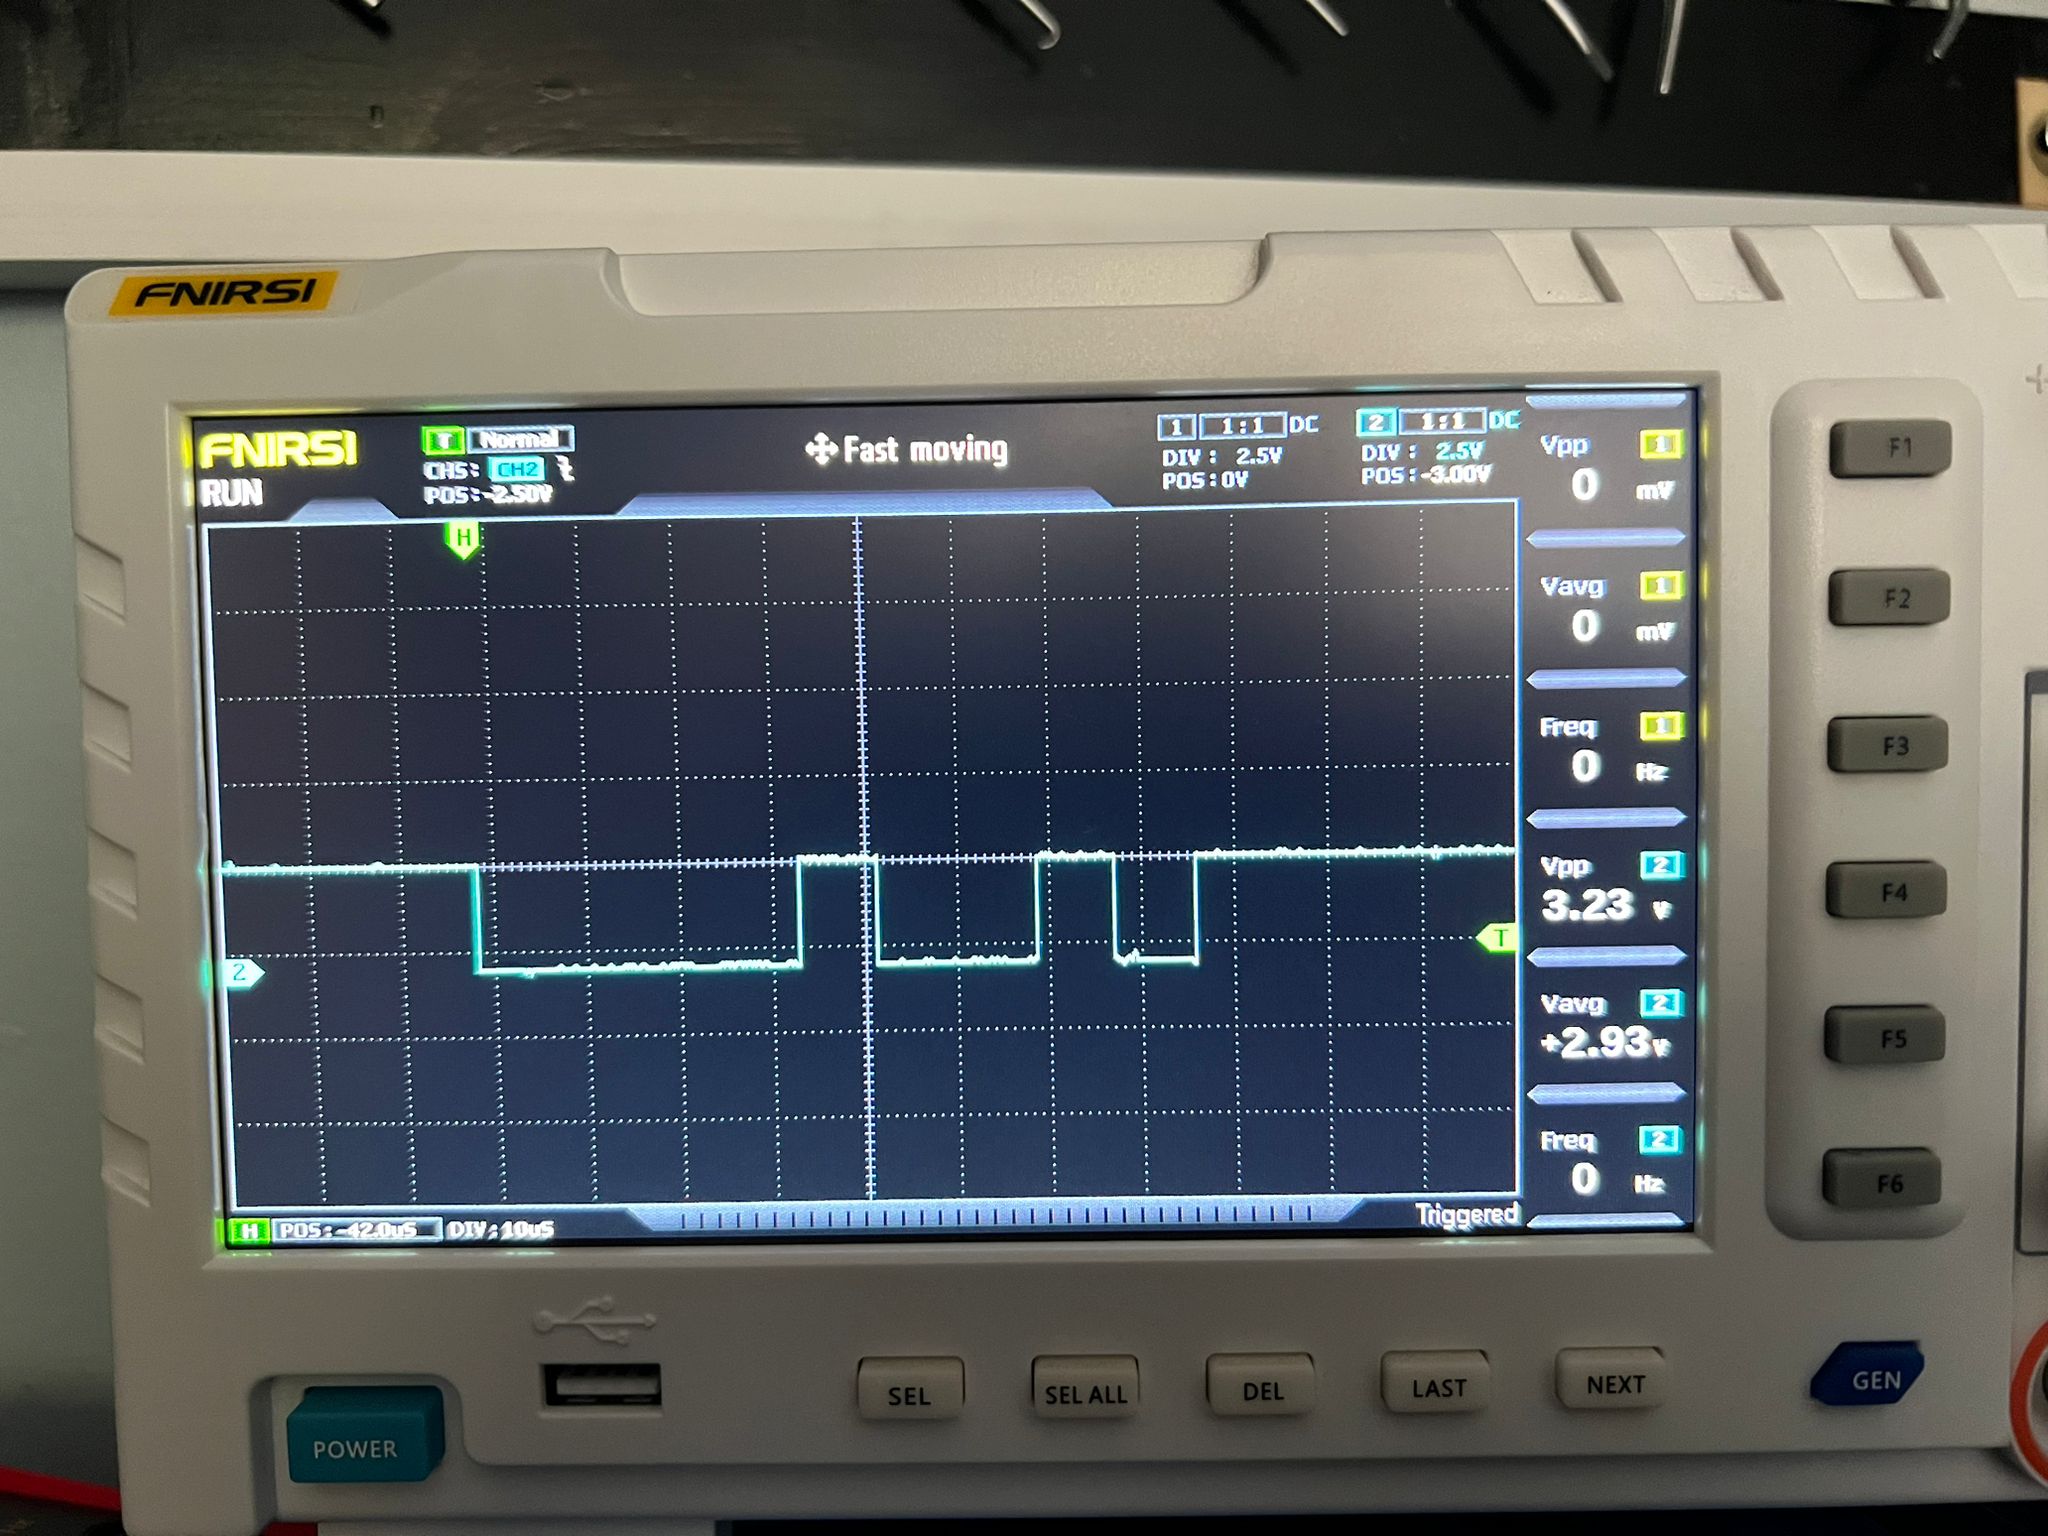 FNIRSI
FNIRSI
RUN
T Normal
CHS: CH2
POS:-2.50V
Fast moving
1 1:1 DC
DIV: 2.5V
POS:0V
2 1:1 DC
DIV: 2.5V
POS:-3.00V
H
2
T
Vpp 1
0 mV
Vavg 1
0 mV
Freq 1
0 Hz
Vpp 2
3.23 V
Vavg 2
+2.93V
Freq 2
0 Hz
H POS:-42.0uS DIV:10uS
Triggered
F1
F2
F3
F4
F5
F6
POWER
SEL
SEL ALL
DEL
LAST
NEXT
GEN